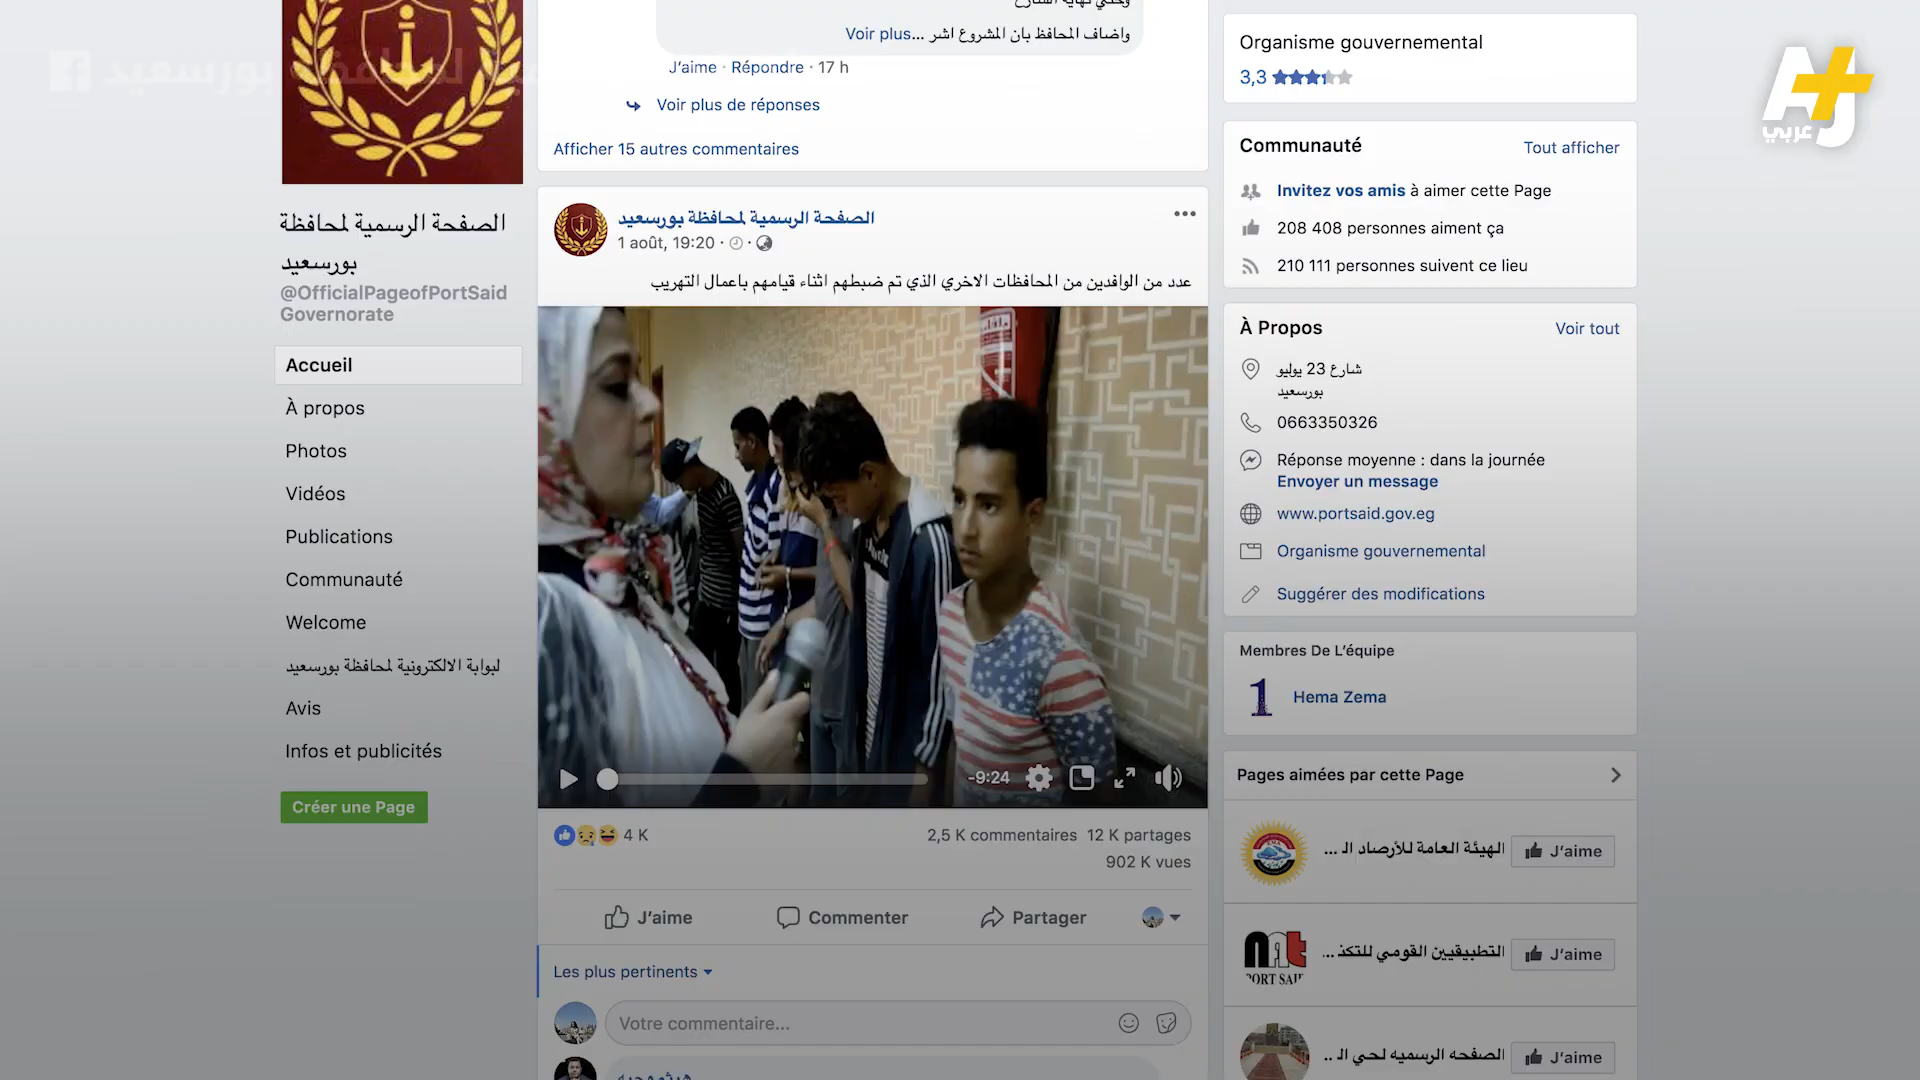 وحتي نهاية الشارع
واضاف المحافظ بان المشروع اشر ...Voir plus
J'aime · Répondre · 17 h
Voir plus de réponses
Afficher 15 autres commentaires
الصفحة الرسمية لمحافظة
بورسعيد
@OfficialPageofPortSaid
Governorate
Accueil
À propos
Photos
Vidéos
Publications
Communauté
Welcome
لبوابة الالكترونية لمحافظة بورسعيد
Avis
Infos et publicités
Créer une Page
الصفحة الرسمية لمحافظة بورسعيد
1 août, 19:20
عدد من الوافدين من المحافظات الاخري الذي تم ضبطهم اثناء قيامهم باعمال التهريب
-9:24
4 K
2,5 K commentaires 12 K partages
902 K vues
J'aime
Commenter
Partager
Les plus pertinents
Votre commentaire...
Organisme gouvernemental
3,3
Communauté
Tout afficher
Invitez vos amis à aimer cette Page
208 408 personnes aiment ça
210 111 personnes suivent ce lieu
À Propos
Voir tout
شارع 23 يوليو
بورسعيد
0663350326
Réponse moyenne : dans la journée
Envoyer un message
www.portsaid.gov.eg
Organisme gouvernemental
Suggérer des modifications
Membres De L'équipe
1
Hema Zema
Pages aimées par cette Page
الهيئة العامة للأرصاد الـ ...
J'aime
التطبيقيين القومي للتكذ ...
J'aime
nat
PORT SAI
الصفحه الرسميه لحي الـ ..
J'aime
AJ+
عربي